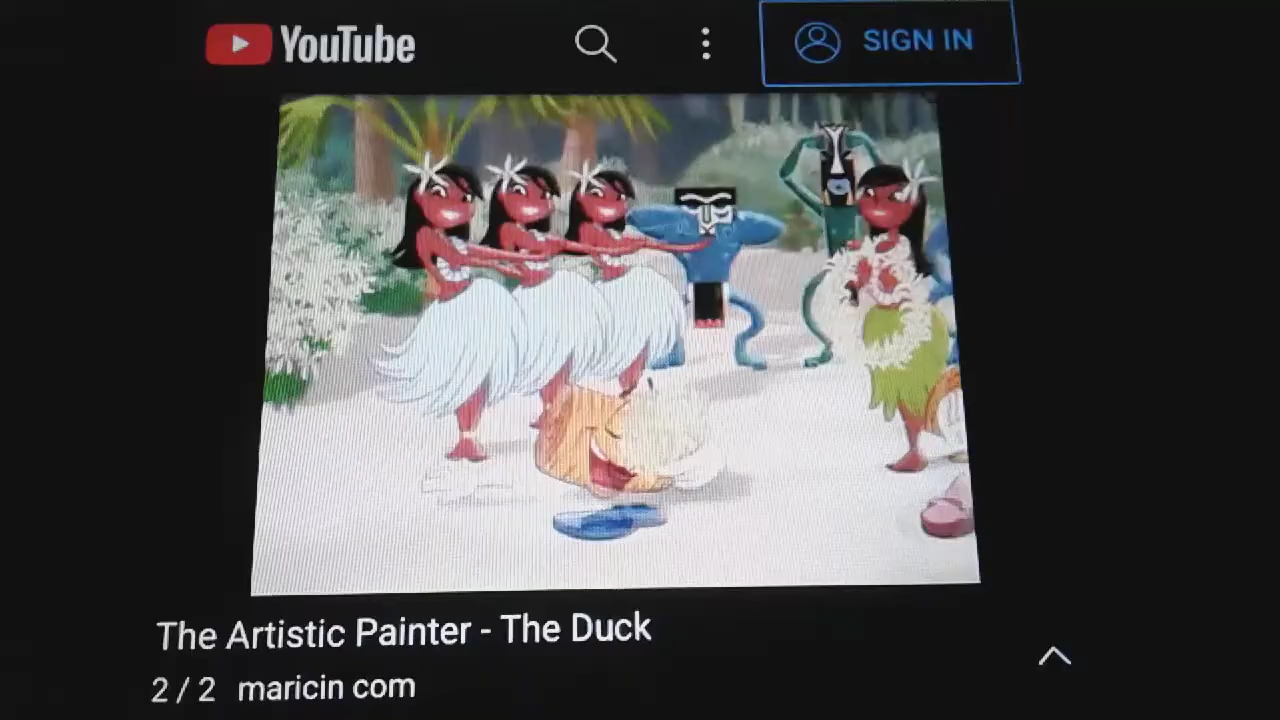 YouTube
SIGN IN
The Artistic Painter - The Duck
2 / 2 maricin com